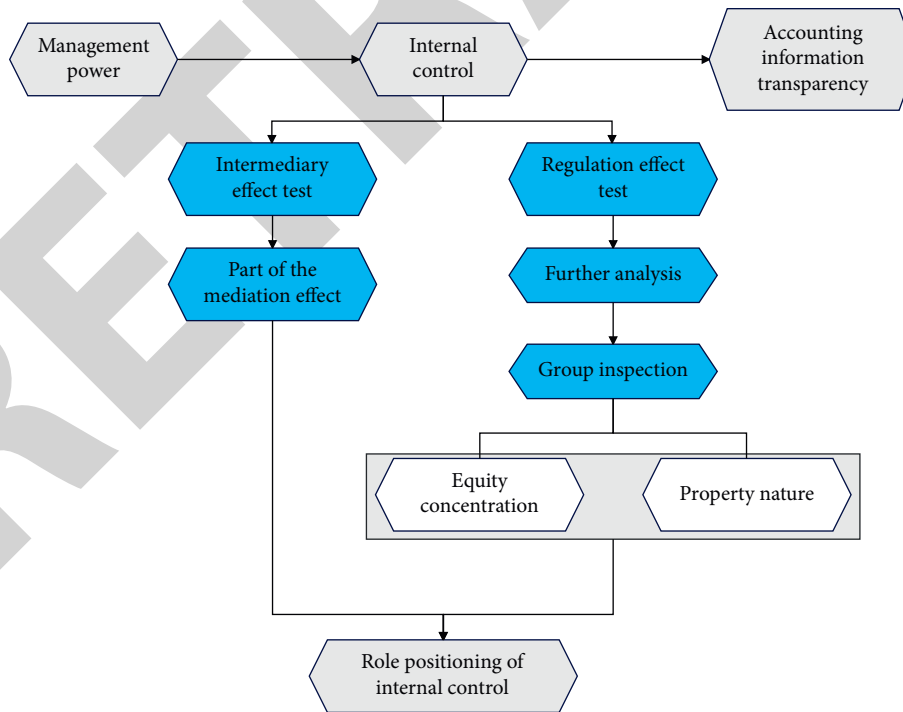 Management
power
Internal
control
Accounting
information
transparency
Intermediary
effect test
Regulation effect
test
Part of the
mediation effect
Further analysis
Group inspection
Equity
concentration
Property nature
Role positioning of
internal control